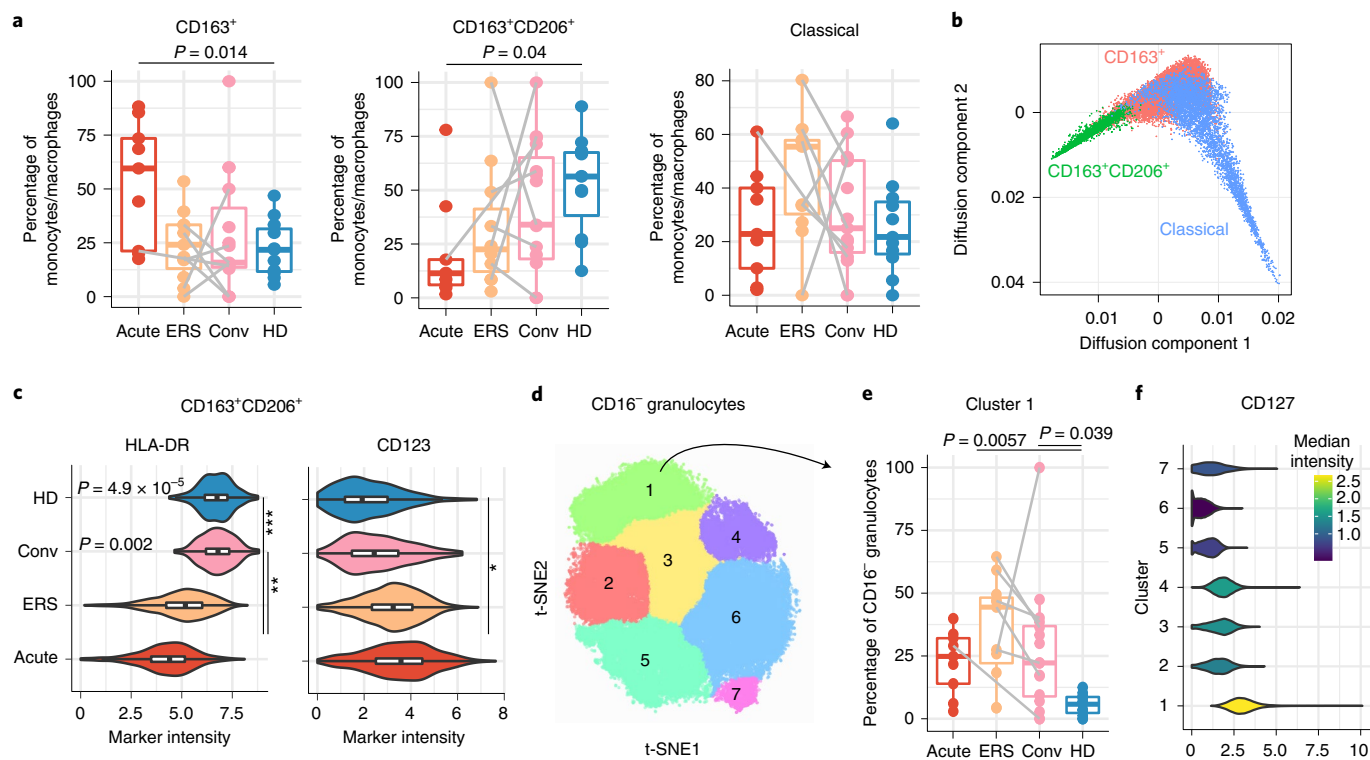 a
CD163⁺
P = 0.014
Percentage of
monocytes/macrophages
100
75
50
25
0
Acute ERS Conv HD
CD163⁺CD206⁺
P = 0.04
Percentage of
monocytes/macrophages
100
75
50
25
0
Acute ERS Conv HD
Classical
Percentage of
monocytes/macrophages
80
60
40
20
0
Acute ERS Conv HD
b
CD163⁺
CD163⁺CD206⁺
Classical
Diffusion component 2
0
0.02
0.04
0.01 0 0.01 0.02
Diffusion component 1
c
CD163⁺CD206⁺
HLA-DR
HD
Conv
ERS
Acute
P = 4.9 × 10⁻⁵
P = 0.002
***
**
0 2.5 5.0 7.5
Marker intensity
CD123
*
0 2 4 6 8
Marker intensity
d
CD16⁻ granulocytes
1
2
3
4
5
6
7
t-SNE2
t-SNE1
e
Cluster 1
P = 0.0057
P = 0.039
Percentage of CD16⁻ granulocytes
100
75
50
25
0
Acute ERS Conv HD
f
CD127
Median
intensity
2.5
2.0
1.5
1.0
Cluster
7
6
5
4
3
2
1
0 2.5 5.0 7.5 10